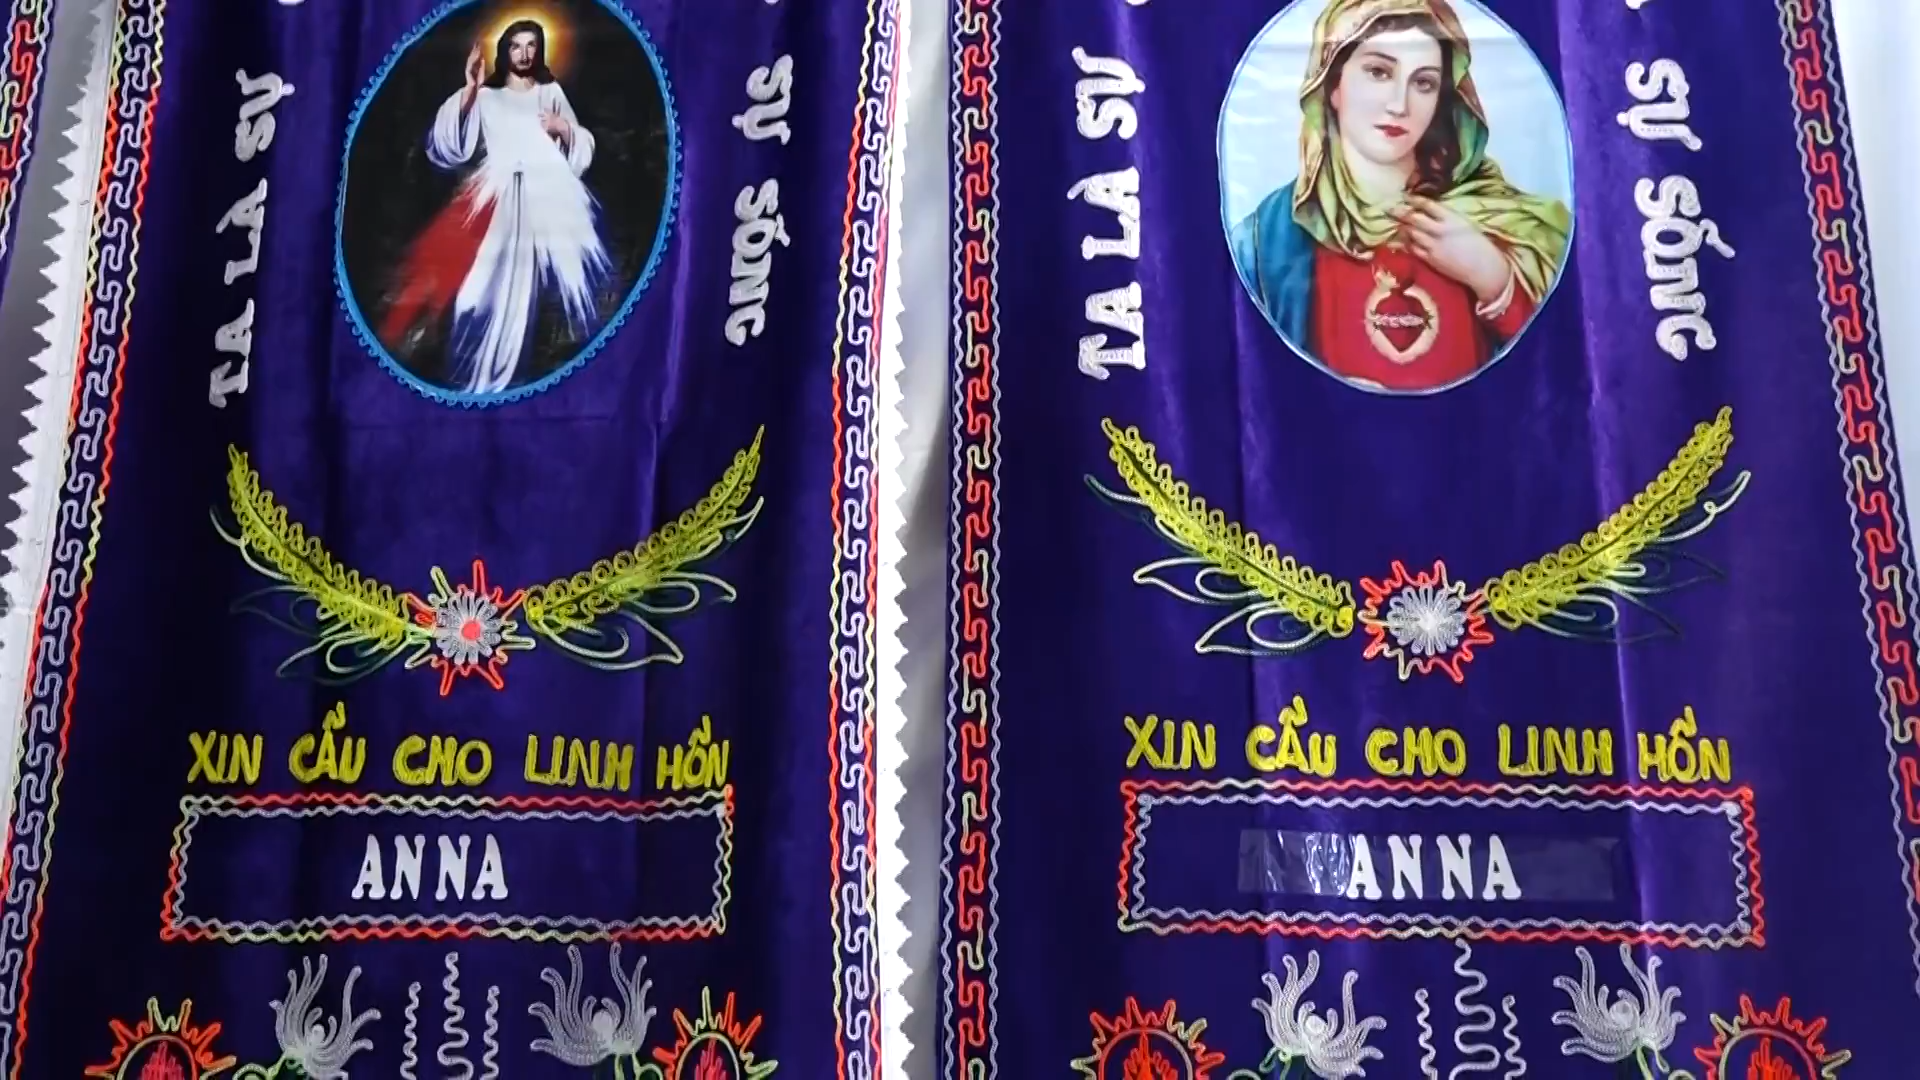 TA LÀ SỰ
SỰ SỐNG
XIN CẦU CHO LINH HỒN
ANNA
TA LÀ SỰ
SỰ SỐNG
XIN CẦU CHO LINH HỒN
ANNA